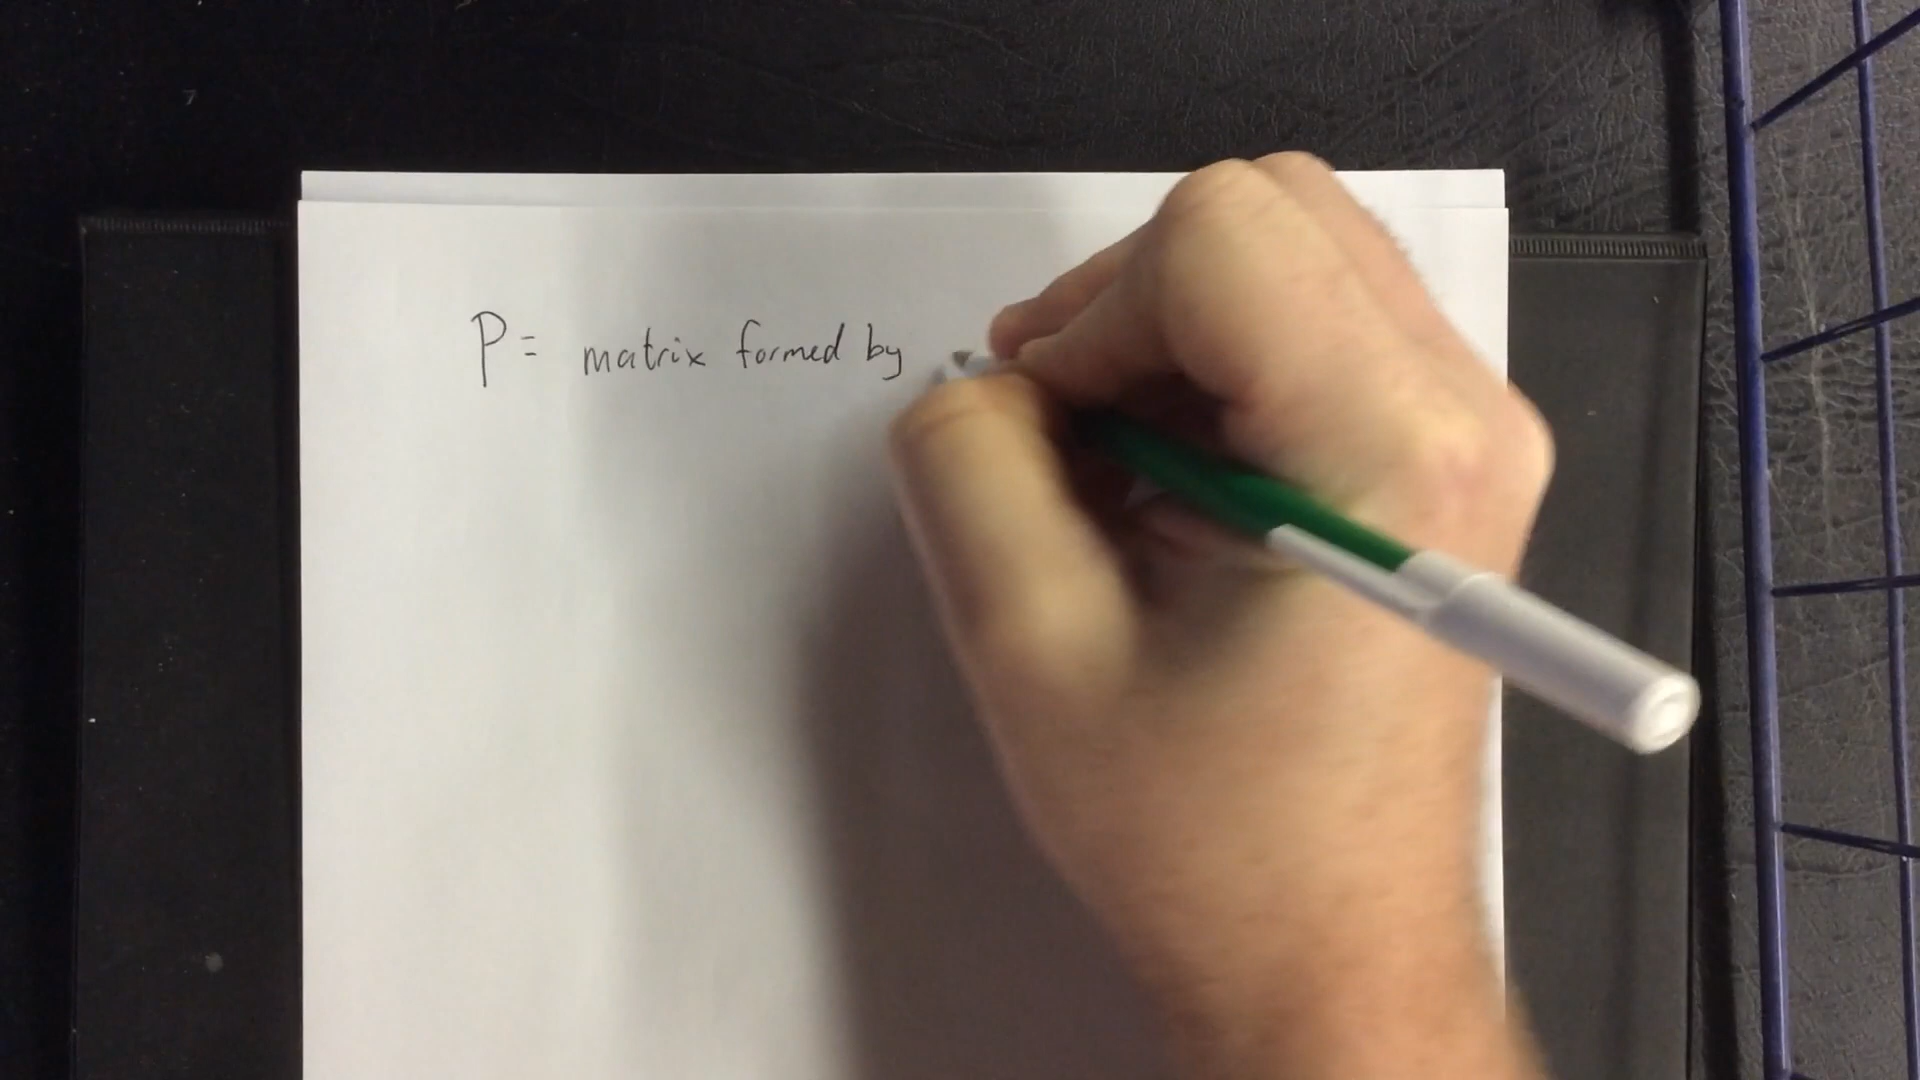 P = matrix formed by